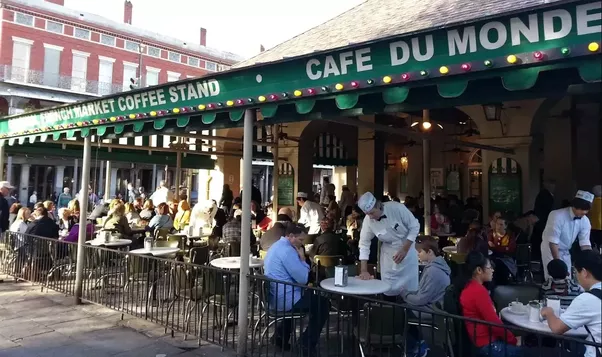 FRENCH MARKET COFFEE STAND
CAFE DU MONDE